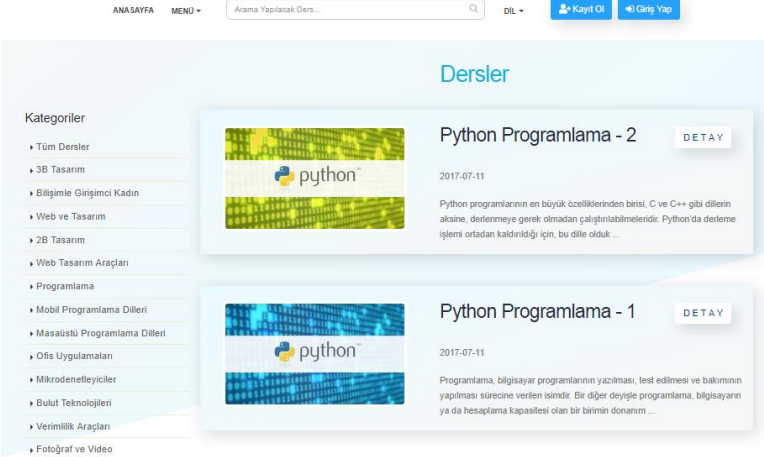 ANASAYFA MENÜ Arama Yapılacak Ders... DİL Kayıt Ol Giriş Yap
Dersler
Kategoriler
Tüm Dersler
3B Tasarım
Bilişimle Girişimci Kadın
Web ve Tasarım
2B Tasarım
Web Tasarım Araçları
Programlama
Mobil Programlama Dilleri
Masaüstü Programlama Dilleri
Ofis Uygulamaları
Mikrodenetleyiciler
Bulut Teknolojileri
Verimlilik Araçları
Fotoğraf ve Video
python™
Python Programlama - 2 DETAY
2017-07-11
Python programlarının en büyük özelliklerinden birisi, C ve C++ gibi dillerin
aksine, derlenmeye gerek olmadan çalıştırılabilmeleridir. Python'da derleme
işlemi ortadan kaldırıldığı için, bu dille olduk ...
python™
Python Programlama - 1 DETAY
2017-07-11
Programlama, bilgisayar programlarının yazılması, test edilmesi ve bakımının
yapılması sürecine verilen isimdir. Bir diğer deyişle programlama, bilgisayarın
ya da hesaplama kapasitesi olan bir birimin donanım ...